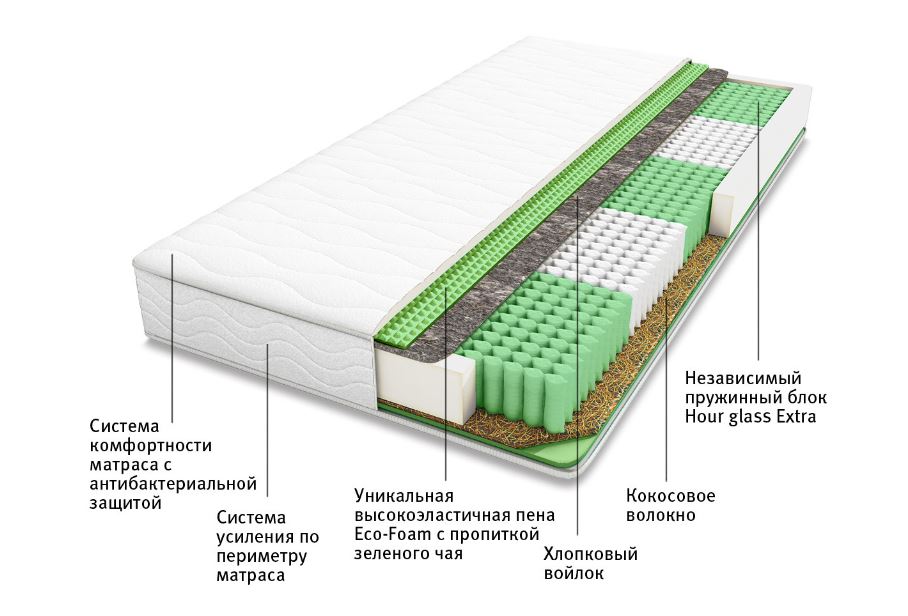 Система
комфортности
матраса с
антибактериальной
защитой
Система
усиления по
периметру
матраса
Уникальная
высокоэластичная пена
Eco-Foam с пропиткой
зеленого чая
Хлопковый
войлок
Кокосовое
волокно
Независимый
пружинный блок
Hour glass Extra